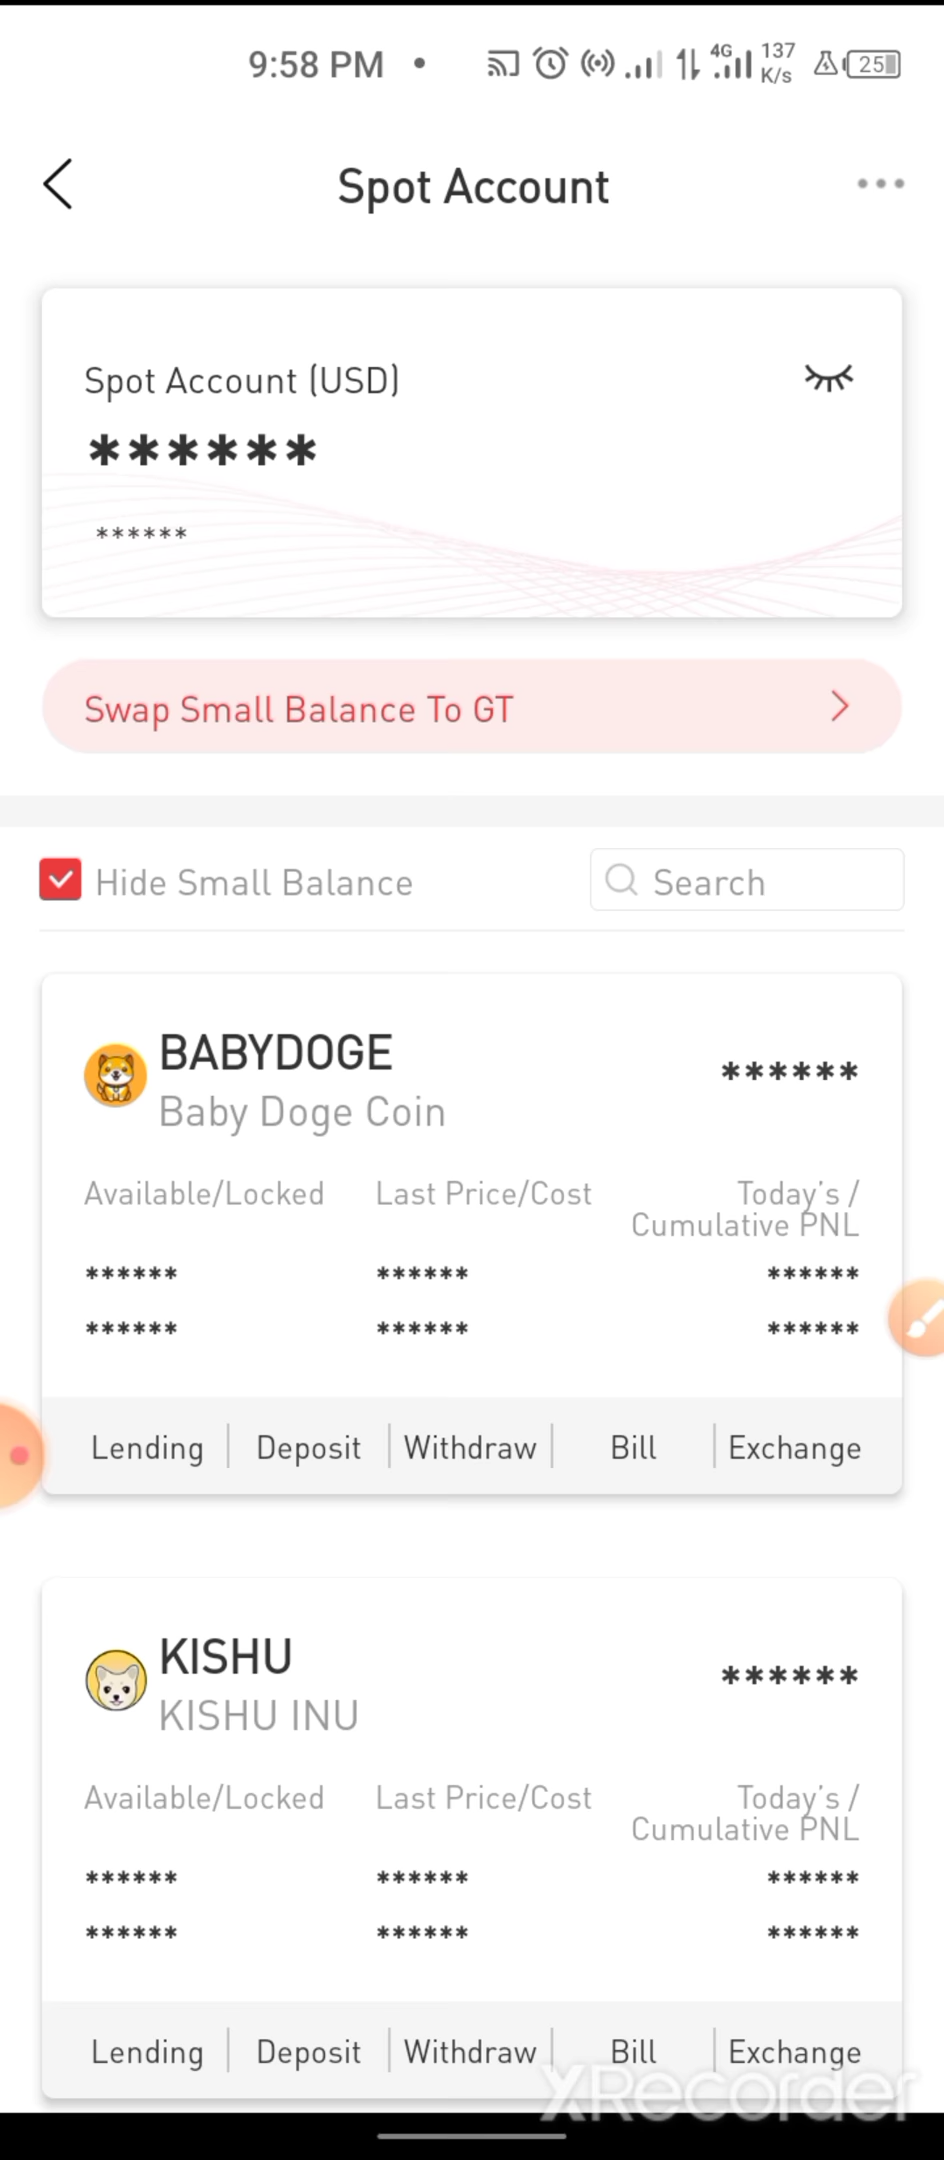 9:58 PM • 4G 137 K/s 25
Spot Account
Spot Account (USD)
******
******
Swap Small Balance To GT
Hide Small Balance Search
BABYDOGE
Baby Doge Coin
******
Available/Locked Last Price/Cost Today's /
Cumulative PNL
****** ****** ******
****** ****** ******
Lending Deposit Withdraw Bill Exchange
KISHU
KISHU INU
******
Available/Locked Last Price/Cost Today's /
Cumulative PNL
****** ****** ******
****** ****** ******
Lending Deposit Withdraw Bill Exchange
XRecorder